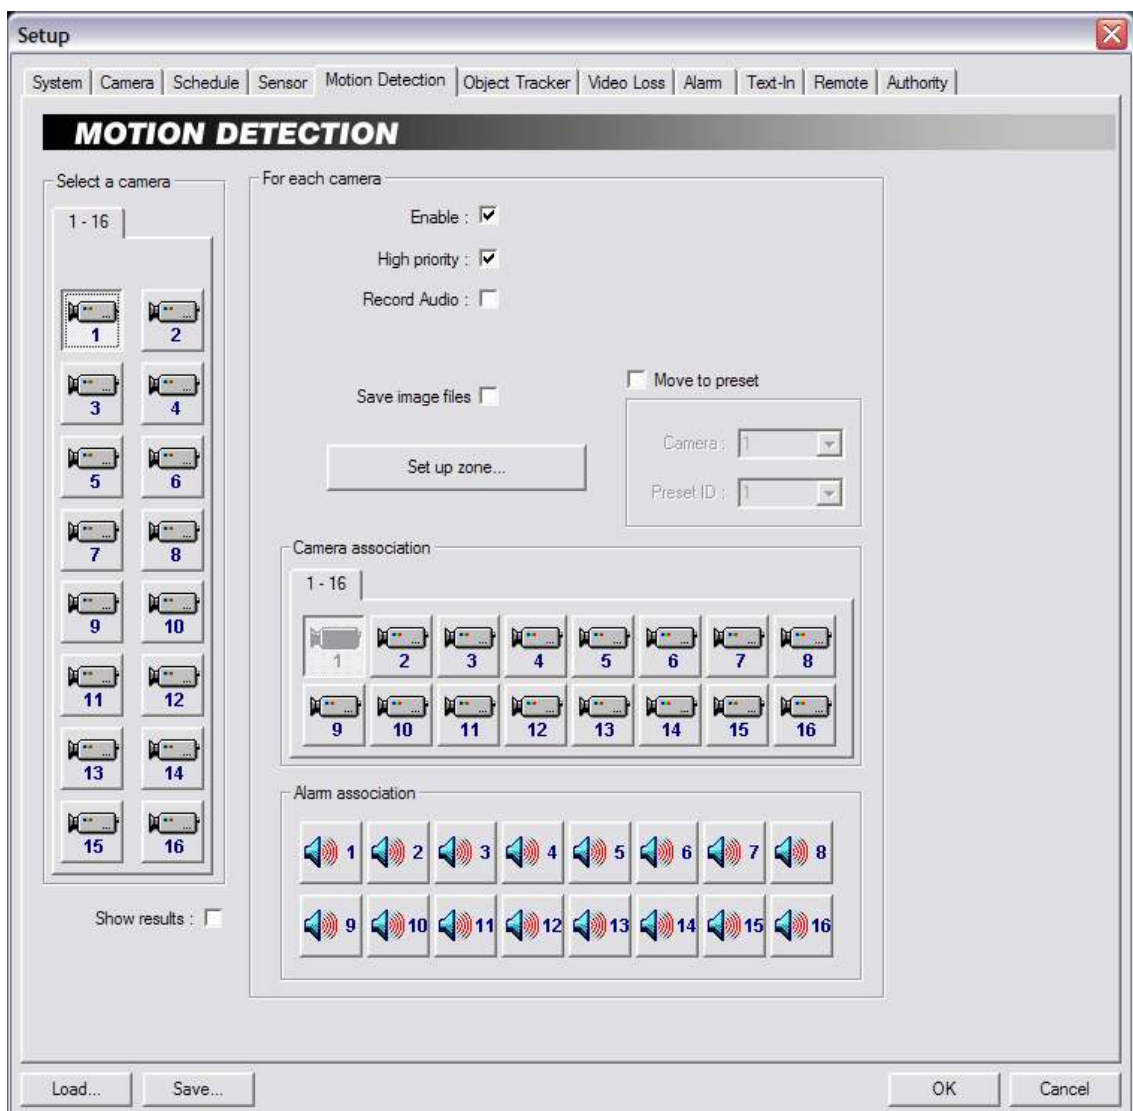 Setup
System Camera Schedule Sensor Motion Detection Object Tracker Video Loss Alarm Text-In Remote Authority
MOTION DETECTION
Select a camera
1 - 16
1 2
3 4
5 6
7 8
9 10
11 12
13 14
15 16
Show results :
For each camera
Enable :
High priority :
Record Audio :
Save image files
Set up zone...
Move to preset
Camera : 1
Preset ID : 1
Camera association
1 - 16
1 2 3 4 5 6 7 8
9 10 11 12 13 14 15 16
Alarm association
1 2 3 4 5 6 7 8
9 10 11 12 13 14 15 16
Load... Save... OK Cancel